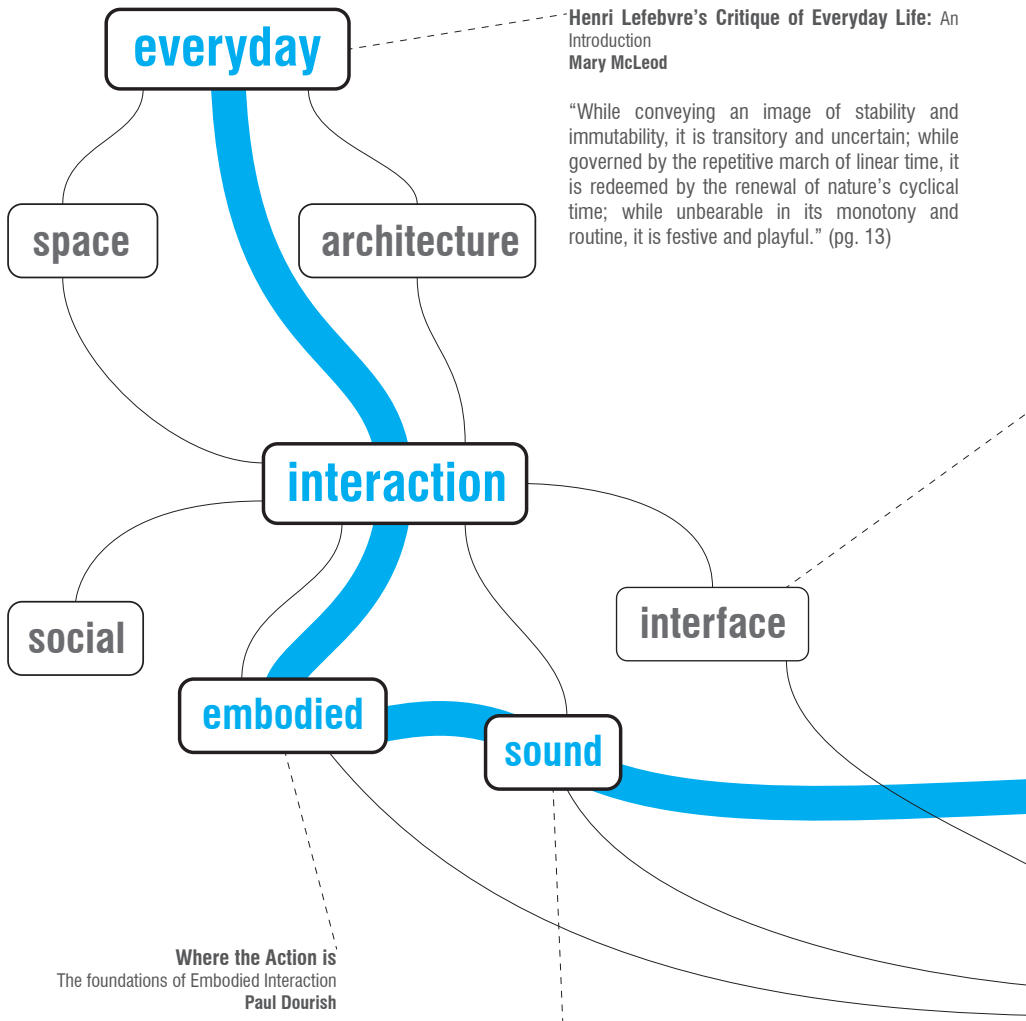 everyday
Henri Lefebvre’s Critique of Everyday Life: An
Introduction
Mary McLeod
“While conveying an image of stability and
immutability, it is transitory and uncertain; while
governed by the repetitive march of linear time, it
is redeemed by the renewal of nature’s cyclical
time; while unbearable in its monotony and
routine, it is festive and playful.” (pg. 13)
space
architecture
interaction
social
interface
embodied
sound
Where the Action is
The foundations of Embodied Interaction
Paul Dourish